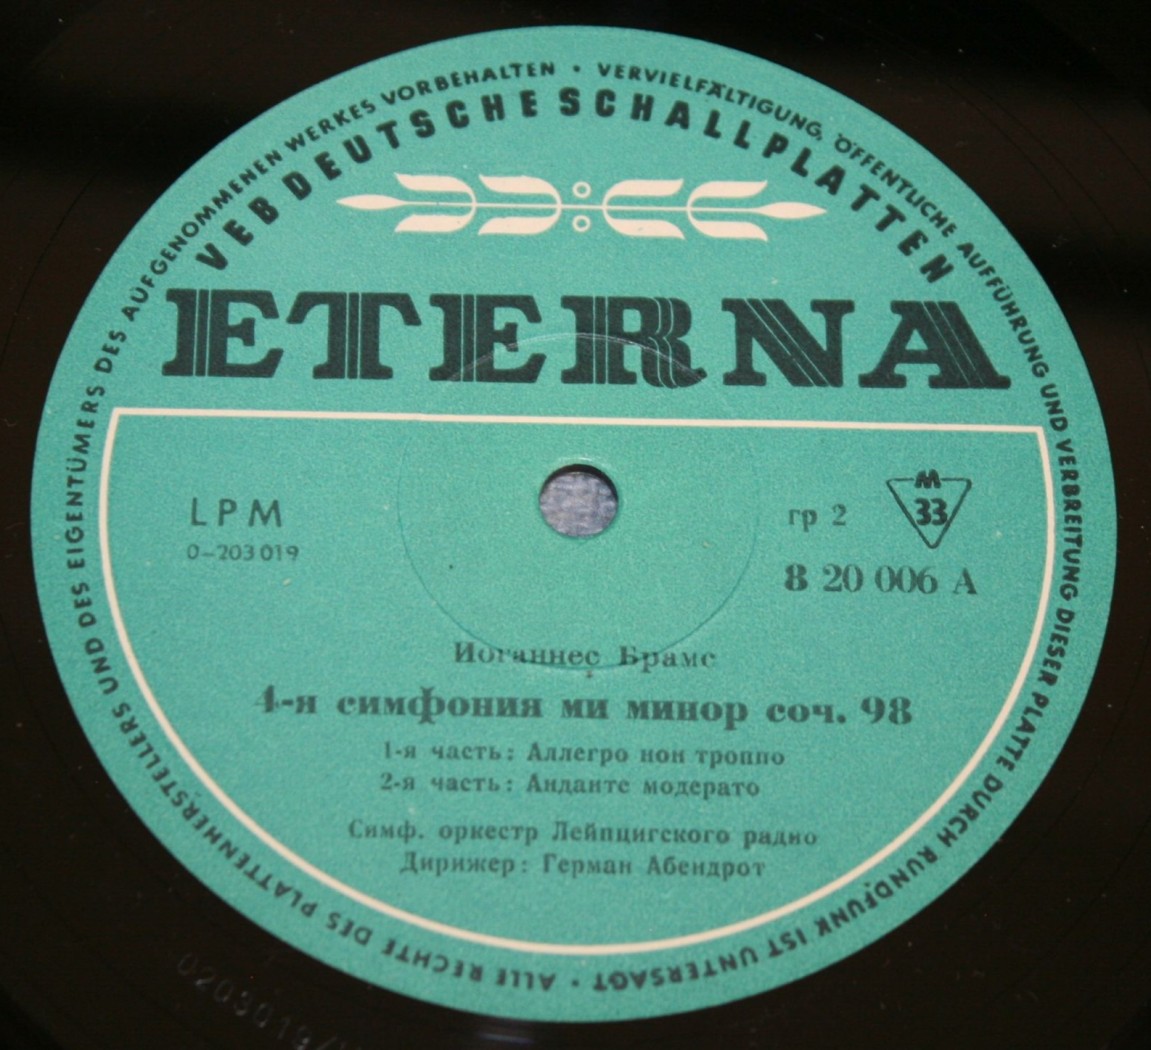 ALLE RECHTE DES PLATTENHERSTELLERS UND DES EIGENTÜMERS DES AUFGENOMMENEN WERKES VORBEHALTEN • VERVIELFÄLTIGUNG, ÖFFENTLICHE AUFFÜHRUNG UND VERBREITUNG DIESER PLATTE DURCH RUNDFUNK IST UNTERSAGT •
VEB DEUTSCHE SCHALLPLATTEN
ETERNA
LPM
0-203019
гр 2
M
33
8 20 006 A
Иоганнес Брамс
4-я симфония ми минор соч. 98
1-я часть: Аллегро нон троппо
2-я часть: Анданте модерато
Симф. оркестр Лейпцигского радио
Дирижер: Герман Абендрот
0203019